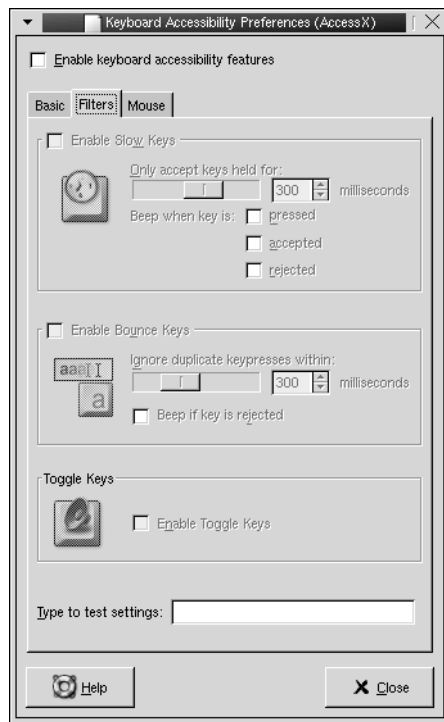 Keyboard Accessibility Preferences (AccessX)
Enable keyboard accessibility features
Basic Filters Mouse
Enable Slow Keys
Only accept keys held for:
300 milliseconds
Beep when key is: pressed
accepted
rejected
Enable Bounce Keys
Ignore duplicate keypresses within:
aaa
a
300 milliseconds
Beep if key is rejected
Toggle Keys
Enable Toggle Keys
Type to test settings:
Help Close